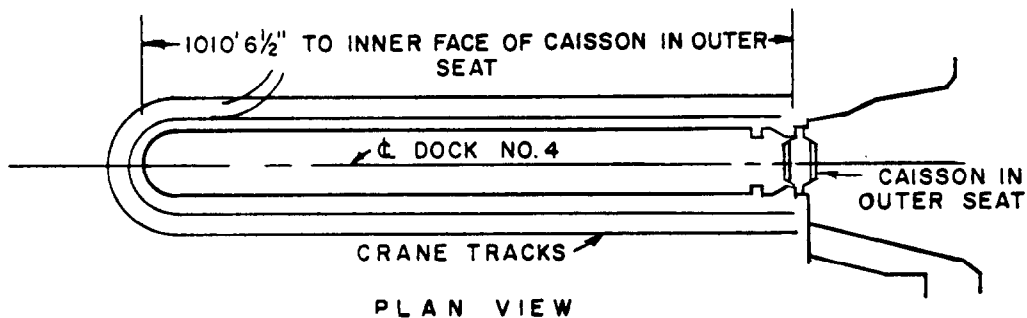 1010' 6½" TO INNER FACE OF CAISSON IN OUTER
SEAT
℄ DOCK NO. 4
CAISSON IN
OUTER SEAT
CRANE TRACKS
PLAN VIEW